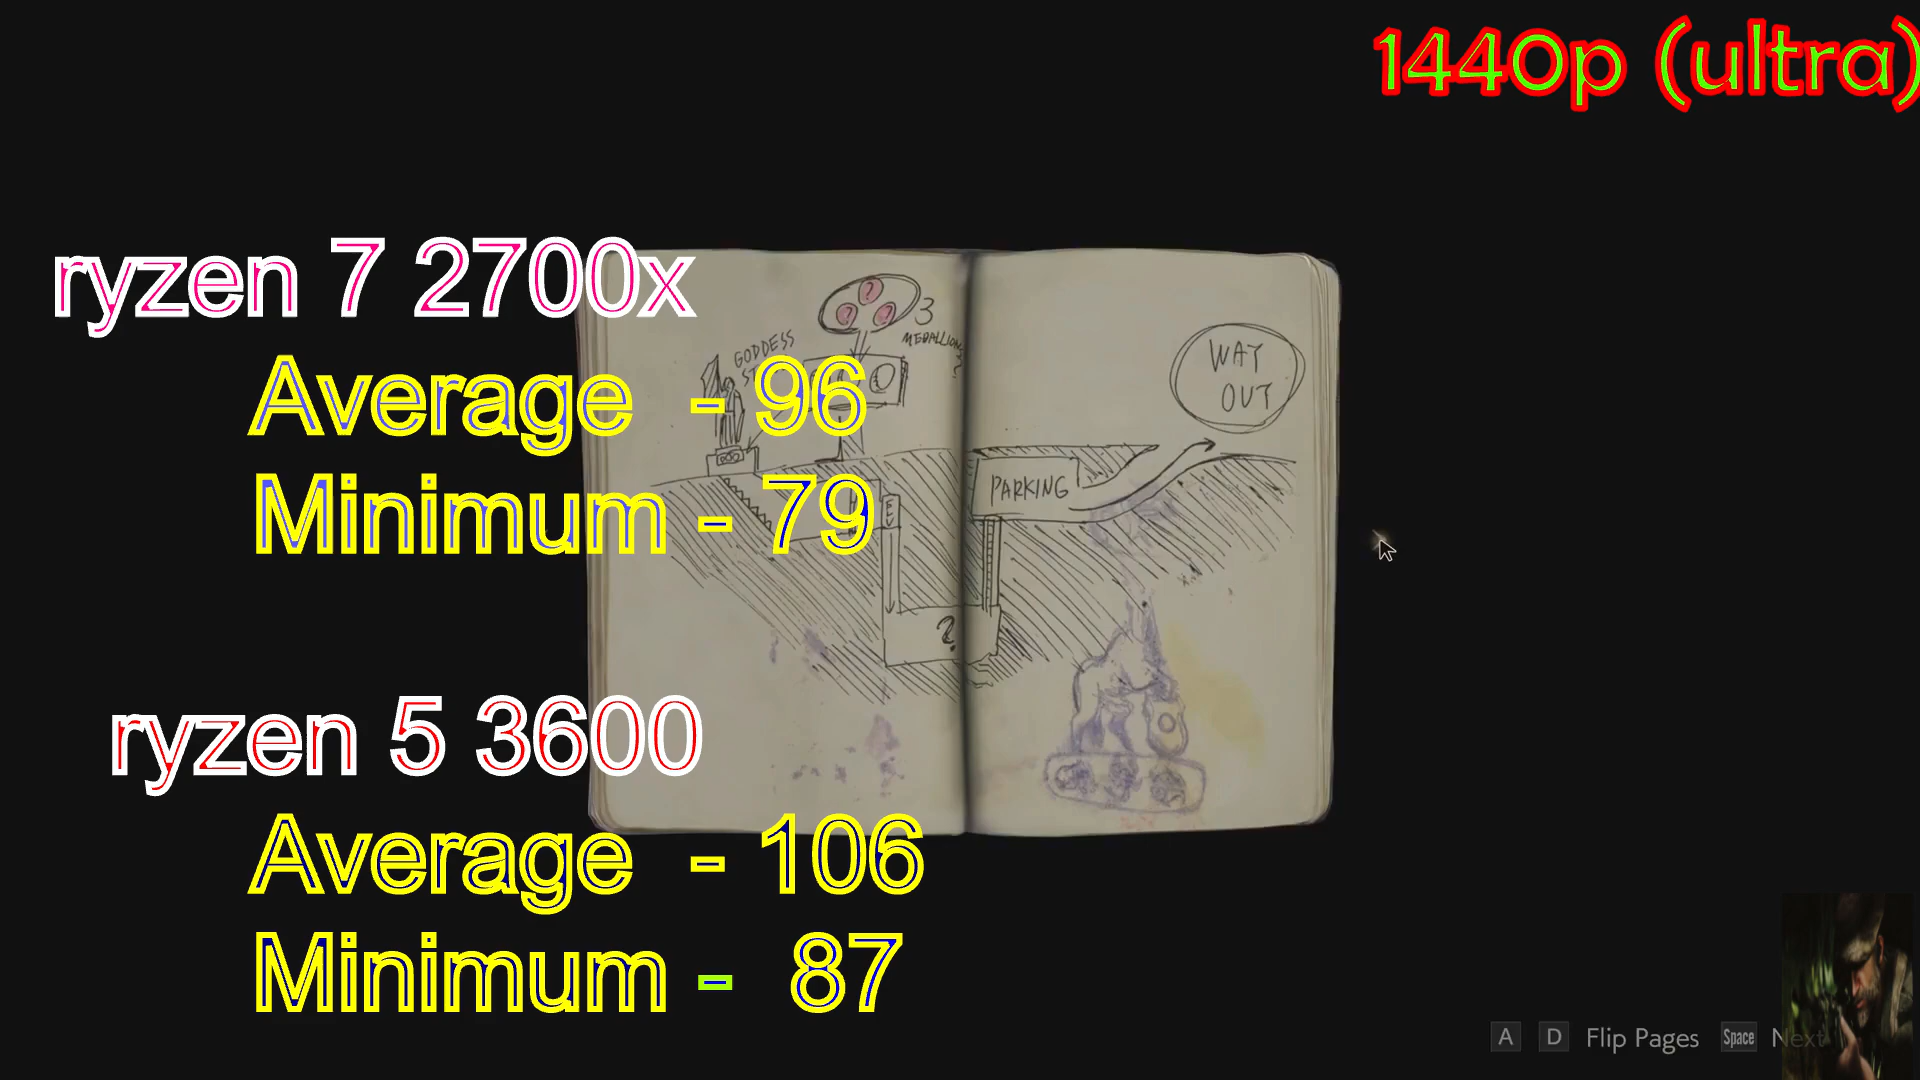 1440p (ultra)
ryzen 7 2700x
Average - 96
Minimum - 79
ryzen 5 3600
Average - 106
Minimum - 87
3
MEDALLIONS
GODDESS
?
?
?
ELV
?
PARKING
WAY
OUT
A D Flip Pages Space Next